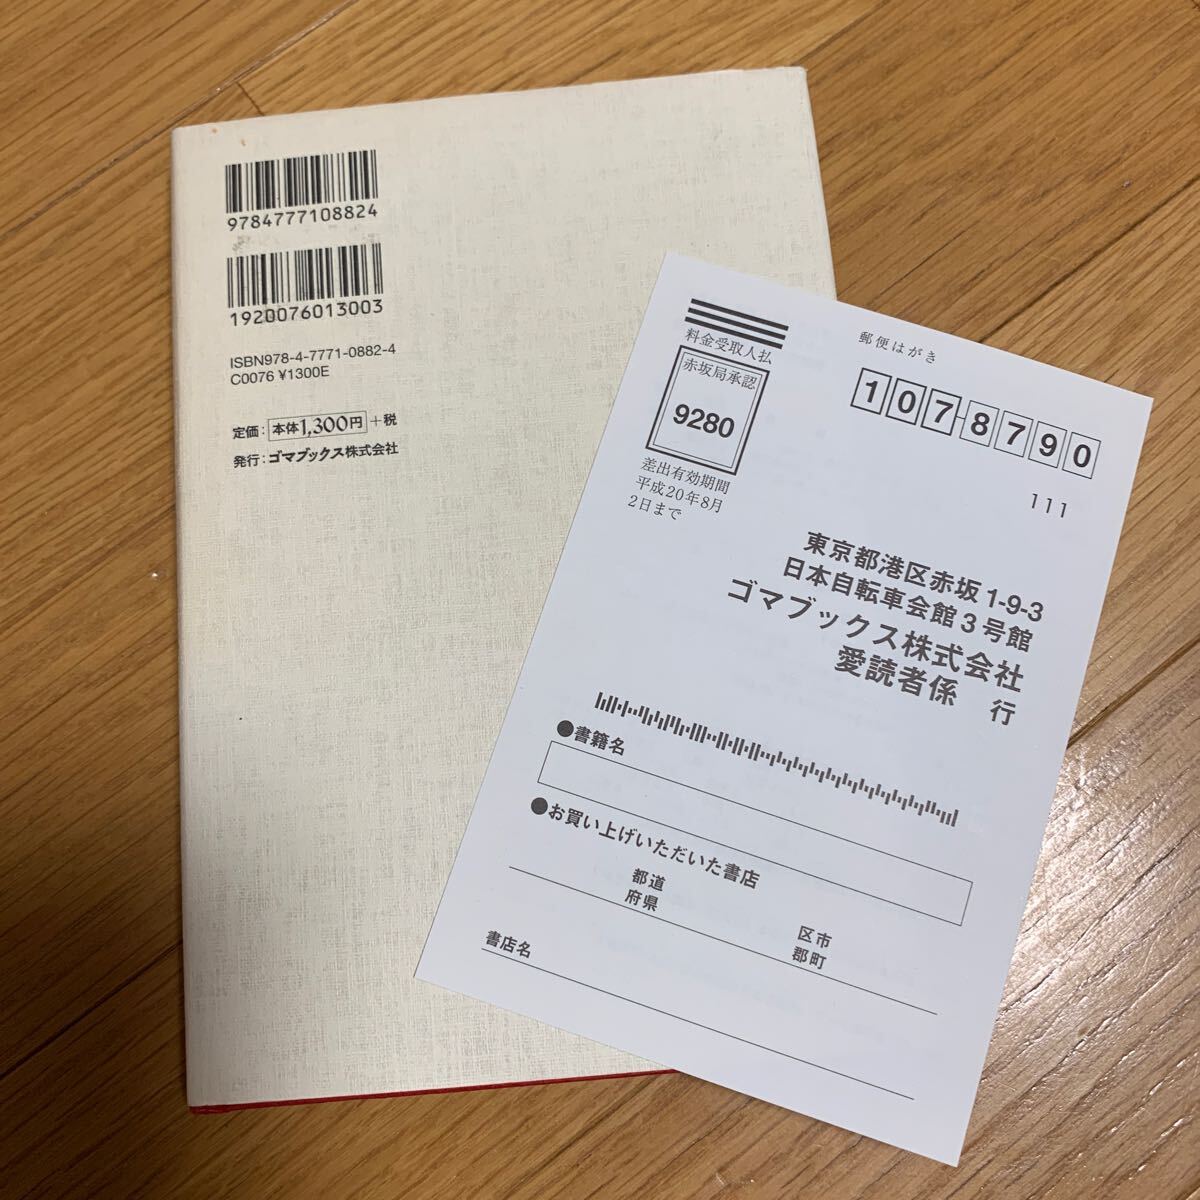 9784777108824
1920076013003
ISBN978-4-7771-0882-4
C0076 ¥1300E
定価：本体1,300円＋税
発行：ゴマブックス株式会社
料金受取人払
赤坂局承認
9280
差出有効期間
平成20年8月
2日まで
郵便はがき
107-8790
111
東京都港区赤坂1-9-3
日本自転車会館3号館
ゴマブックス株式会社
愛読者係 行
●書籍名
●お買い上げいただいた書店
都道
府県
区市
郡町
書店名